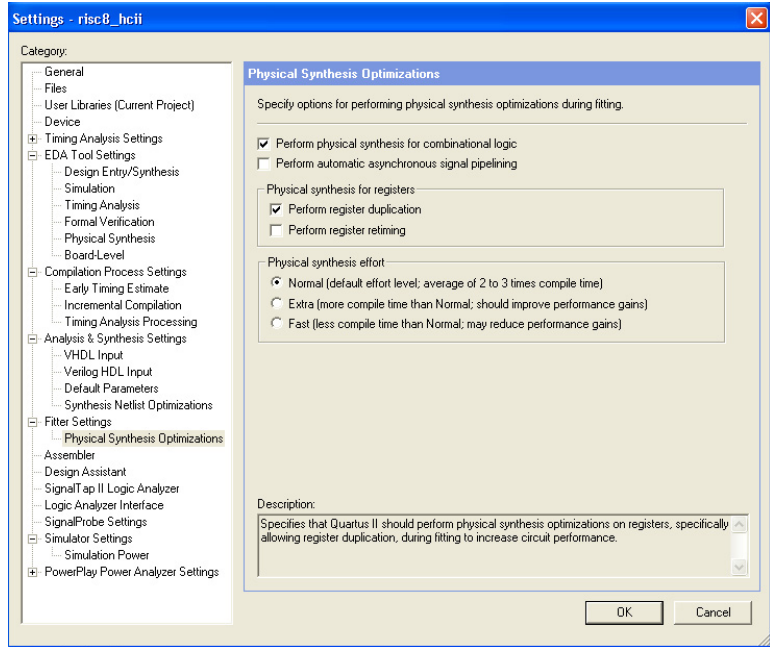 Settings - risc8_hcii
Category:
General
Files
User Libraries (Current Project)
Device
Timing Analysis Settings
EDA Tool Settings
Design Entry/Synthesis
Simulation
Timing Analysis
Formal Verification
Physical Synthesis
Board-Level
Compilation Process Settings
Early Timing Estimate
Incremental Compilation
Timing Analysis Processing
Analysis & Synthesis Settings
VHDL Input
Verilog HDL Input
Default Parameters
Synthesis Netlist Optimizations
Fitter Settings
Physical Synthesis Optimizations
Assembler
Design Assistant
SignalTap II Logic Analyzer
Logic Analyzer Interface
SignalProbe Settings
Simulator Settings
Simulation Power
PowerPlay Power Analyzer Settings
Physical Synthesis Optimizations
Specify options for performing physical synthesis optimizations during fitting.
Perform physical synthesis for combinational logic
Perform automatic asynchronous signal pipelining
Physical synthesis for registers
Perform register duplication
Perform register retiming
Physical synthesis effort
Normal (default effort level; average of 2 to 3 times compile time)
Extra (more compile time than Normal; should improve performance gains)
Fast (less compile time than Normal; may reduce performance gains)
Description:
Specifies that Quartus II should perform physical synthesis optimizations on registers, specifically
allowing register duplication, during fitting to increase circuit performance.
OK
Cancel